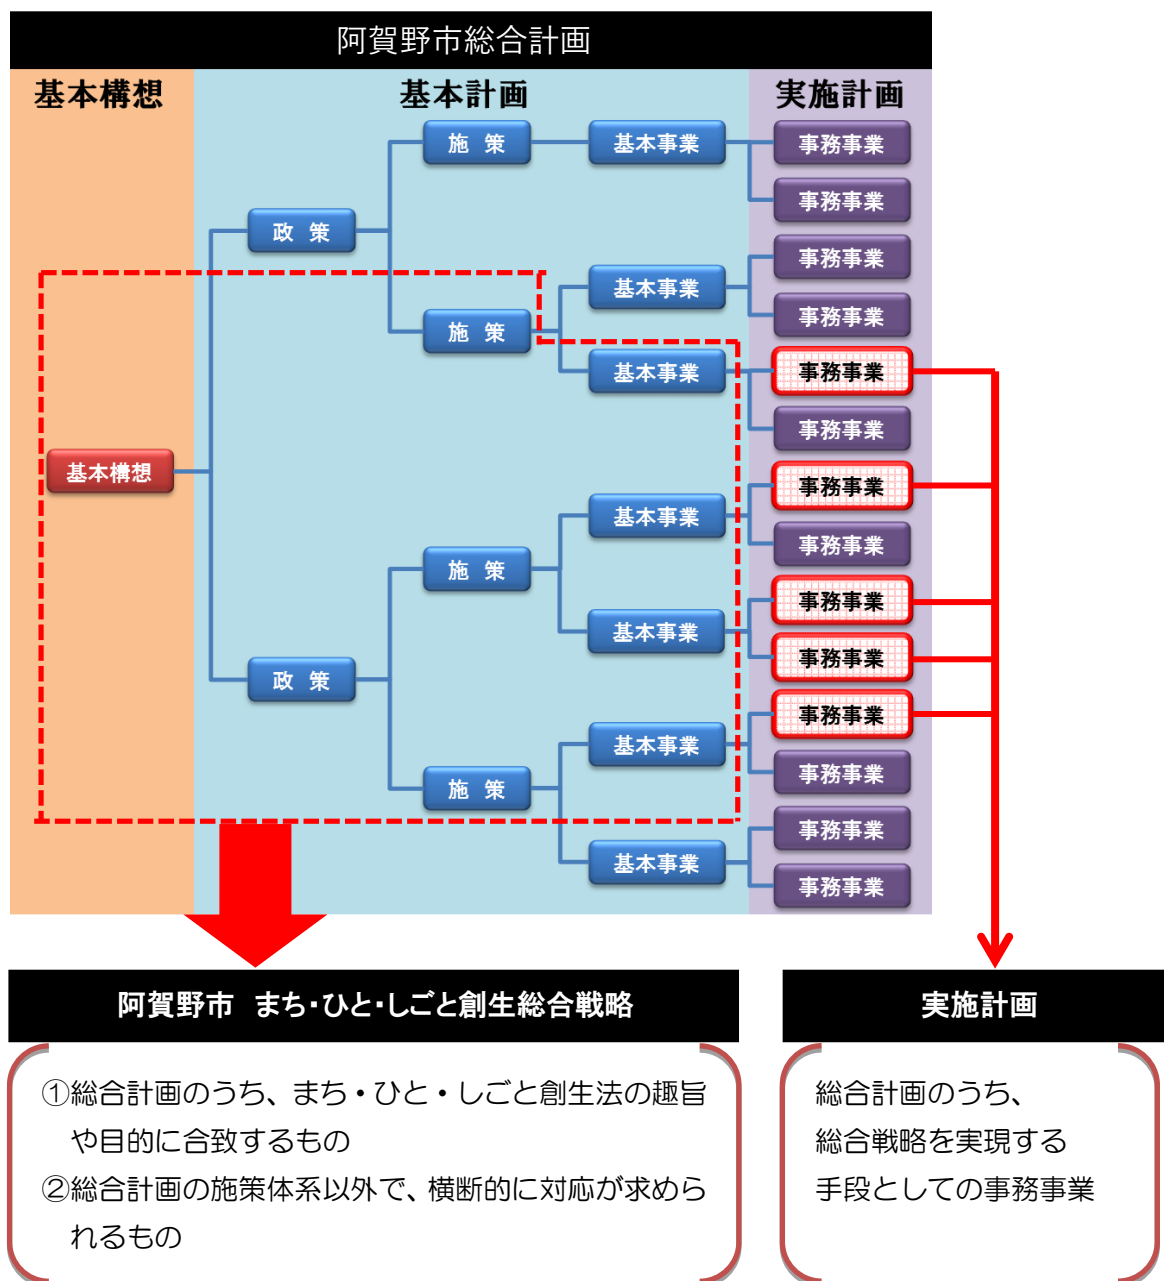 阿賀野市総合計画
基本構想 基本計画 実施計画
施 策 基本事業 事務事業
事務事業
政 策
事務事業
基本事業
施 策 事務事業
基本事業 事務事業
事務事業
基本構想
事務事業
基本事業
事務事業
施 策
事務事業
基本事業
事務事業
政 策
事務事業
基本事業
事務事業
施 策
事務事業
基本事業
事務事業
阿賀野市 まち・ひと・しごと創生総合戦略
①総合計画のうち、まち・ひと・しごと創生法の趣旨
や目的に合致するもの
②総合計画の施策体系以外で、横断的に対応が求めら
れるもの
実施計画
総合計画のうち、
総合戦略を実現する
手段としての事務事業